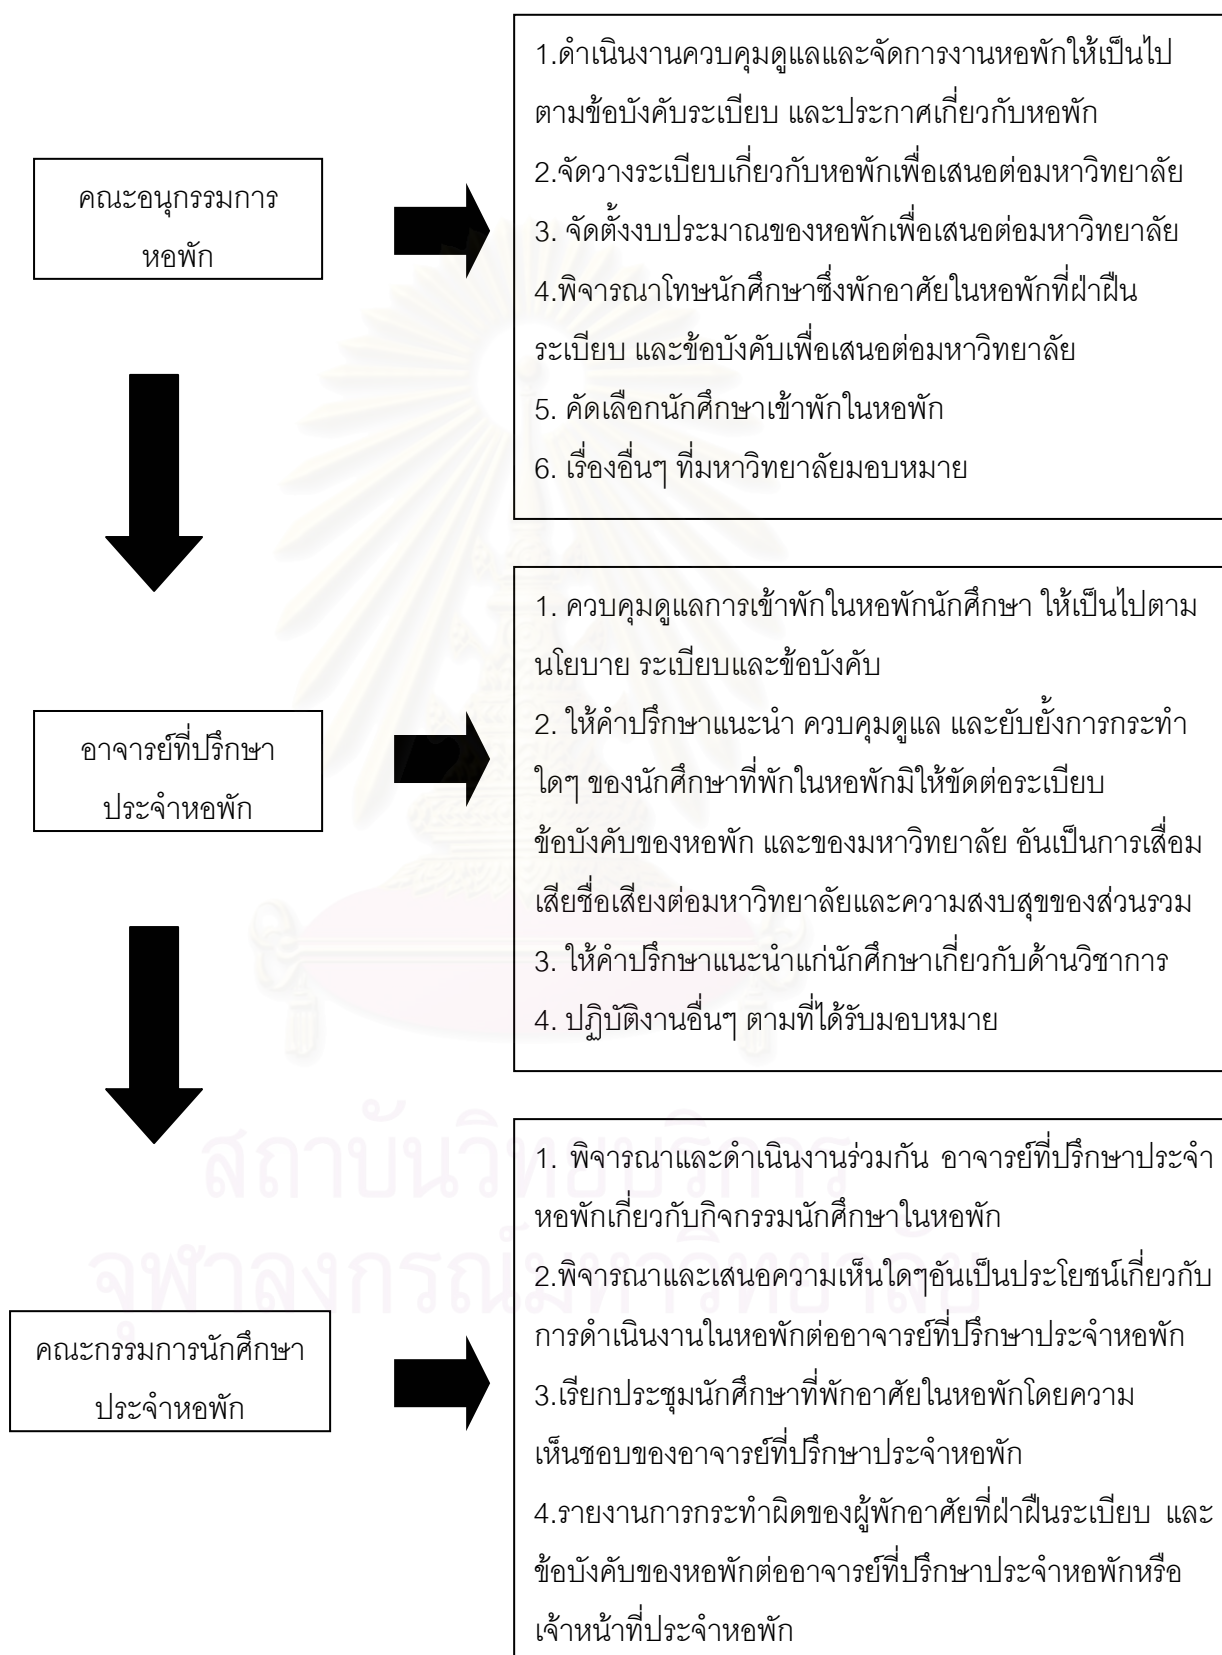 คณะอนุกรรมการ
หอพัก
1.ดำเนินงานควบคุมดูแลและจัดการงานหอพักให้เป็นไป
ตามข้อบังคับระเบียบ และประกาศเกี่ยวกับหอพัก
2.จัดวางระเบียบเกี่ยวกับหอพักเพื่อเสนอต่อมหาวิทยาลัย
3. จัดตั้งงบประมาณของหอพักเพื่อเสนอต่อมหาวิทยาลัย
4.พิจารณาโทษนักศึกษาซึ่งพักอาศัยในหอพักที่ฝ่าฝืน
ระเบียบ และข้อบังคับเพื่อเสนอต่อมหาวิทยาลัย
5. คัดเลือกนักศึกษาเข้าพักในหอพัก
6. เรื่องอื่นๆ ที่มหาวิทยาลัยมอบหมาย
อาจารย์ที่ปรึกษา
ประจำหอพัก
1. ควบคุมดูแลการเข้าพักในหอพักนักศึกษา ให้เป็นไปตาม
นโยบาย ระเบียบและข้อบังคับ
2. ให้คำปรึกษาแนะนำ ควบคุมดูแล และยับยั้งการกระทำ
ใดๆ ของนักศึกษาที่พักในหอพักมิให้ขัดต่อระเบียบ
ข้อบังคับของหอพัก และของมหาวิทยาลัย อันเป็นการเสื่อม
เสียชื่อเสียงต่อมหาวิทยาลัยและความสงบสุขของส่วนรวม
3. ให้คำปรึกษาแนะนำแก่นักศึกษาเกี่ยวกับด้านวิชาการ
4. ปฏิบัติงานอื่นๆ ตามที่ได้รับมอบหมาย
สถาบันวิทยบริการ
จุฬาลงกรณ์มหาวิทยาลัย
คณะกรรมการนักศึกษา
ประจำหอพัก
1. พิจารณาและดำเนินงานร่วมกัน อาจารย์ที่ปรึกษาประจำ
หอพักเกี่ยวกับกิจกรรมนักศึกษาในหอพัก
2.พิจารณาและเสนอความเห็นใดๆอันเป็นประโยชน์เกี่ยวกับ
การดำเนินงานในหอพักต่ออาจารย์ที่ปรึกษาประจำหอพัก
3.เรียกประชุมนักศึกษาที่พักอาศัยในหอพักโดยความ
เห็นชอบของอาจารย์ที่ปรึกษาประจำหอพัก
4.รายงานการกระทำผิดของผู้พักอาศัยที่ฝ่าฝืนระเบียบ และ
ข้อบังคับของหอพักต่ออาจารย์ที่ปรึกษาประจำหอพักหรือ
เจ้าหน้าที่ประจำหอพัก